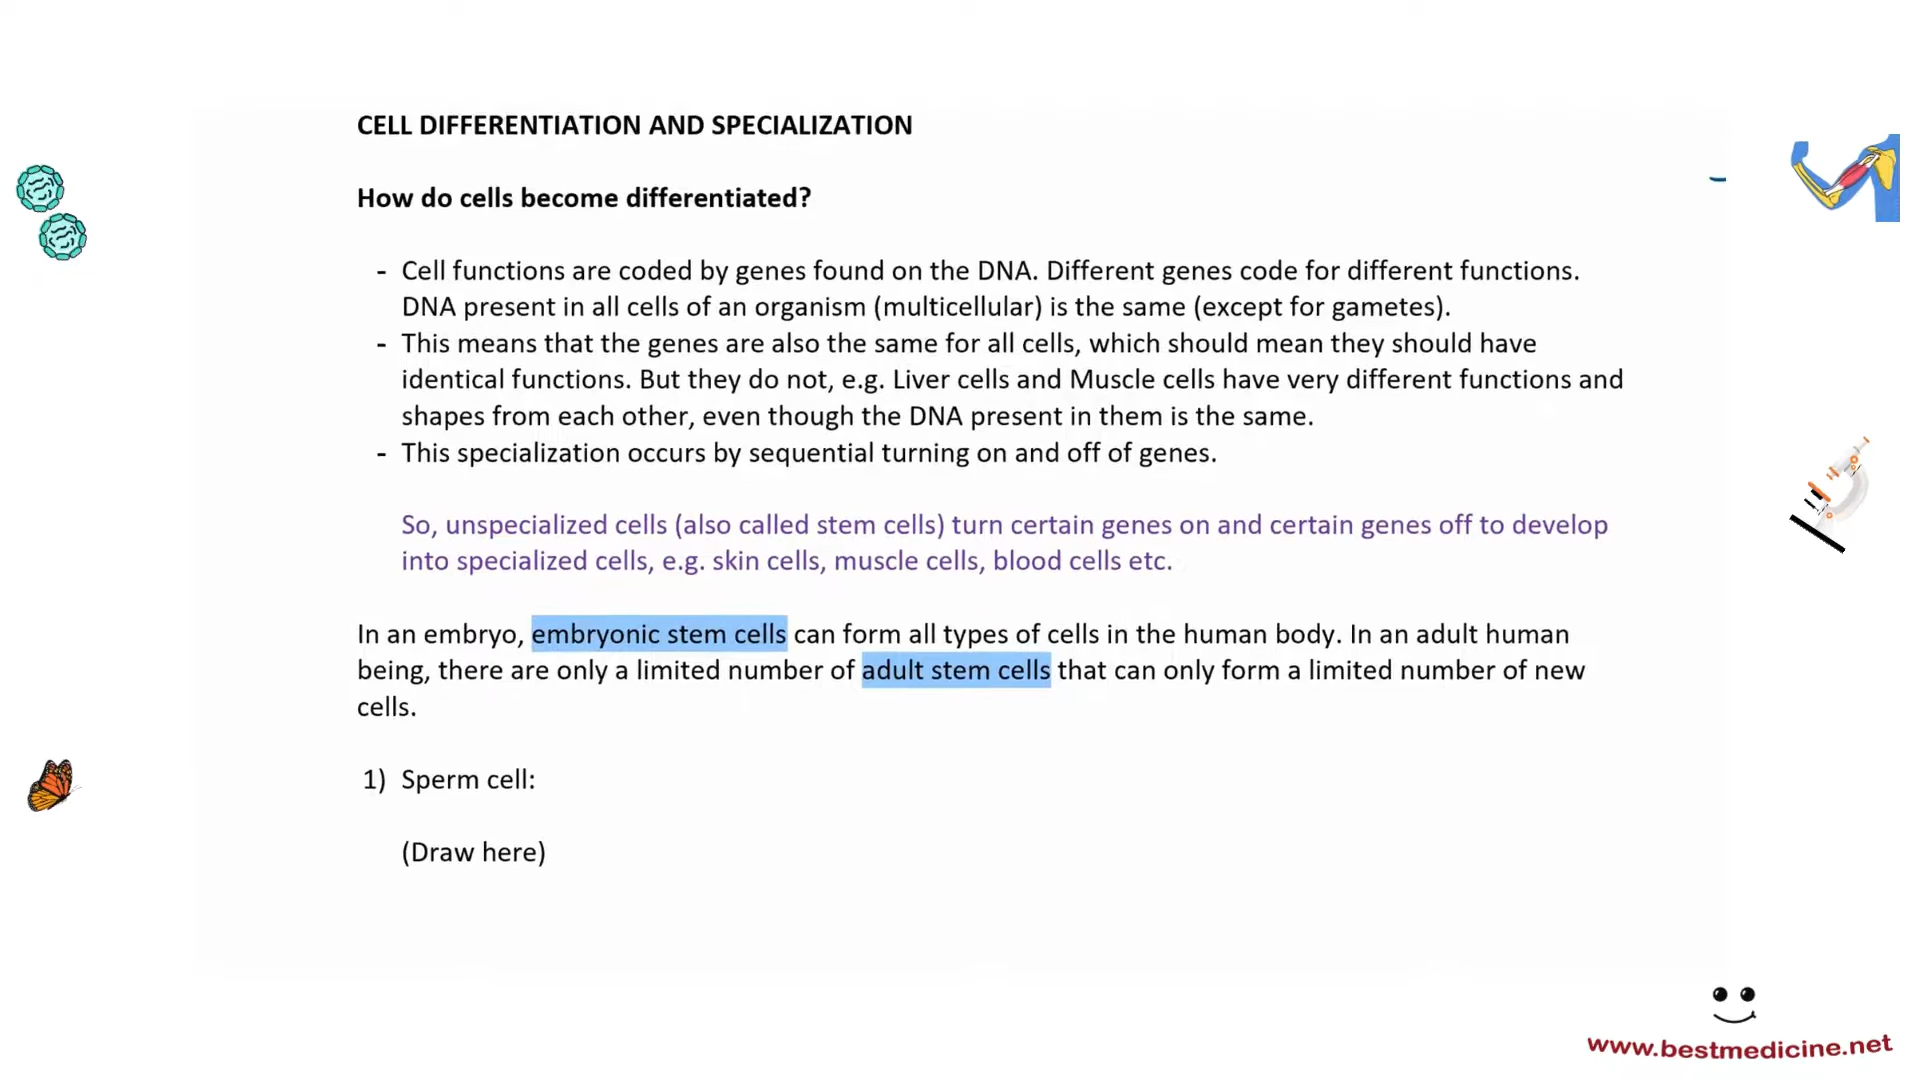 CELL DIFFERENTIATION AND SPECIALIZATION
How do cells become differentiated?
- Cell functions are coded by genes found on the DNA. Different genes code for different functions.
DNA present in all cells of an organism (multicellular) is the same (except for gametes).
- This means that the genes are also the same for all cells, which should mean they should have
identical functions. But they do not, e.g. Liver cells and Muscle cells have very different functions and
shapes from each other, even though the DNA present in them is the same.
- This specialization occurs by sequential turning on and off of genes.
So, unspecialized cells (also called stem cells) turn certain genes on and certain genes off to develop
into specialized cells, e.g. skin cells, muscle cells, blood cells etc.
In an embryo, embryonic stem cells can form all types of cells in the human body. In an adult human
being, there are only a limited number of adult stem cells that can only form a limited number of new
cells.
1) Sperm cell:
(Draw here)
www.bestmedicine.net